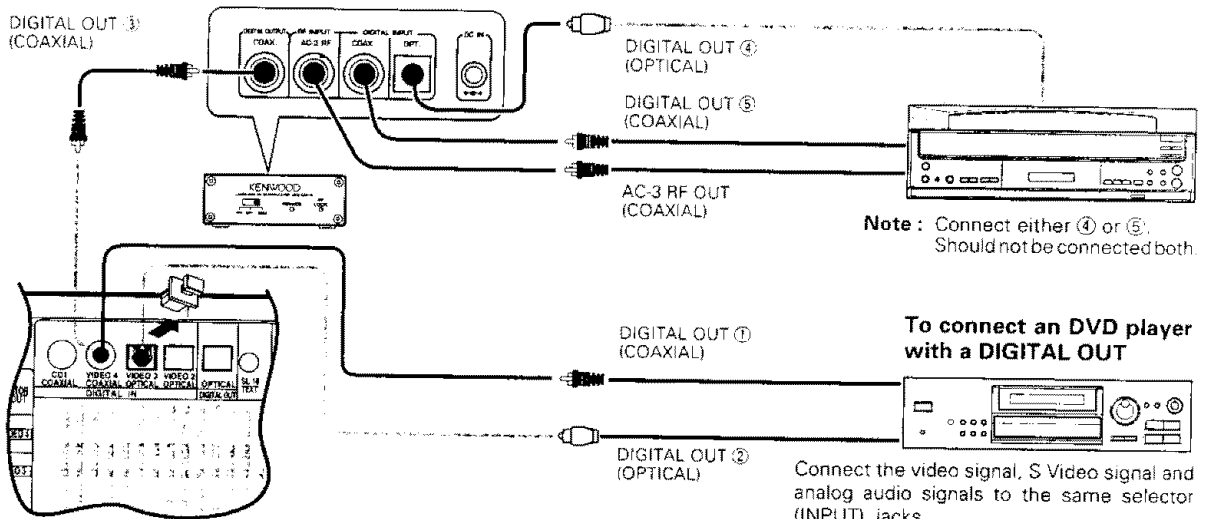 DIGITAL OUT ③
(COAXIAL)
DIGITAL OUTPUT
COAX.
RF INPUT
AC-3 RF
DIGITAL INPUT
COAX.
OPT.
DC IN
DIGITAL OUT ④
(OPTICAL)
DIGITAL OUT ⑤
(COAXIAL)
AC-3 RF OUT
(COAXIAL)
KENWOOD
Note : Connect either ④ or ⑤.
Should not be connected both.
DIGITAL OUT ①
(COAXIAL)
To connect an DVD player
with a DIGITAL OUT
CD1
COAXIAL
VIDEO 4
COAXIAL
VIDEO 3
OPTICAL
VIDEO 2
OPTICAL
OPTICAL
SL 16
TEXT
DIGITAL IN
DIGITAL OUT
DIGITAL OUT ②
(OPTICAL)
Connect the video signal, S Video signal and
analog audio signals to the same selector
(INPUT) jacks.